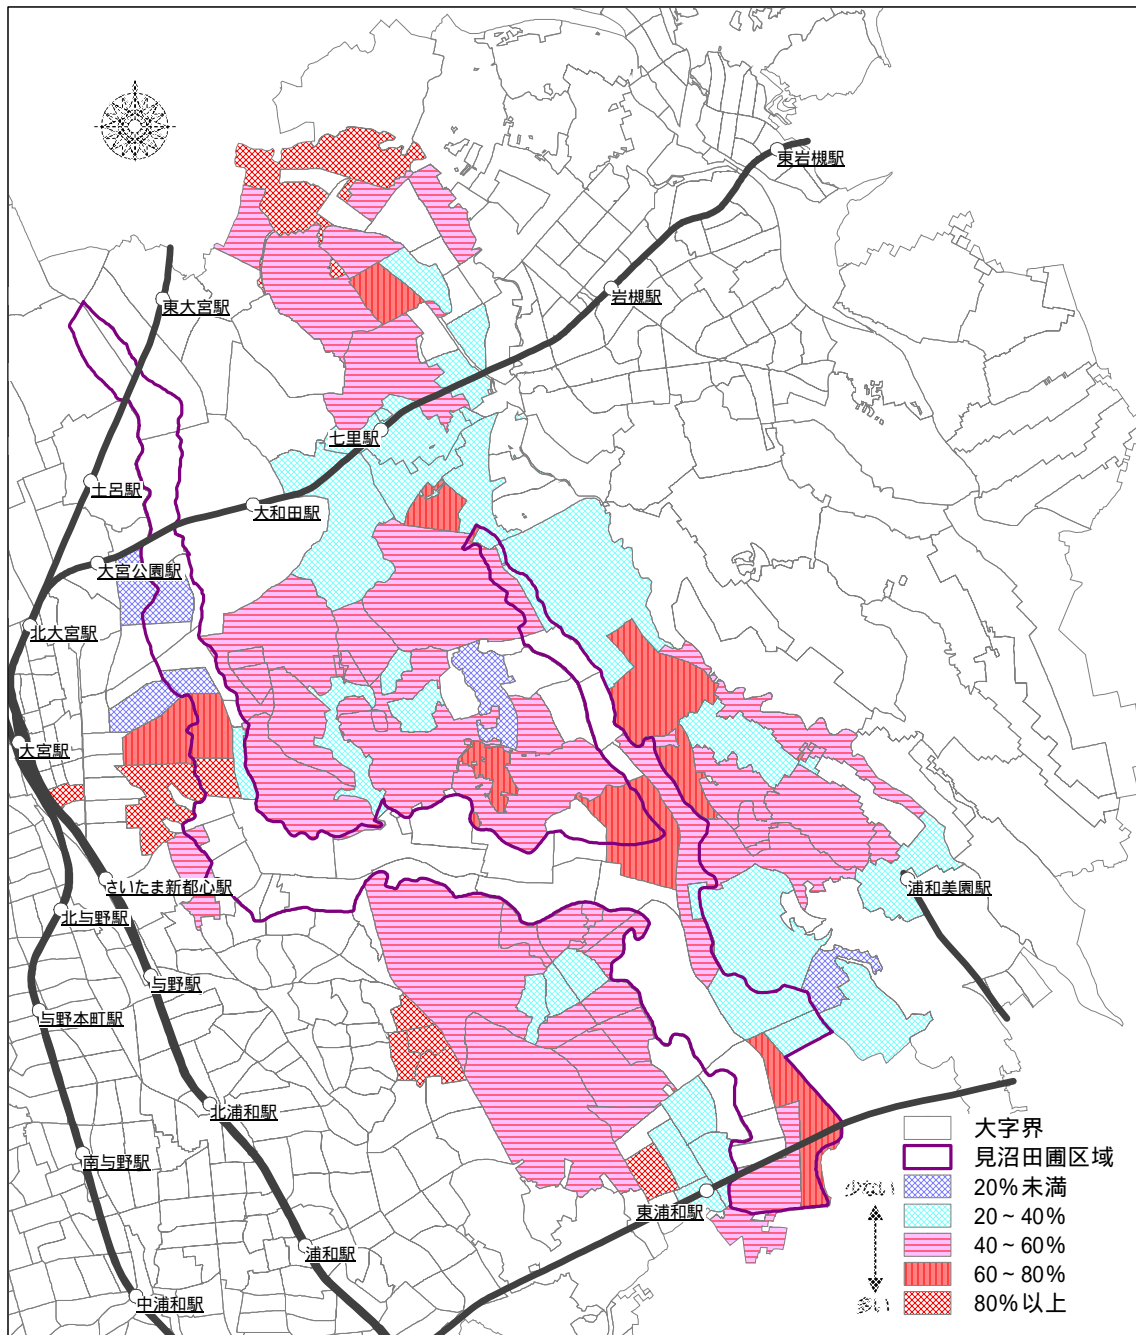 東岩槻駅
岩槻駅
東大宮駅
七里駅
土呂駅
大和田駅
大宮公園駅
北大宮駅
大宮駅
さいたま新都心駅
浦和美園駅
北与野駅
与野駅
与野本町駅
北浦和駅
南与野駅
東浦和駅
浦和駅
中浦和駅
大字界
見沼田圃区域
少ない
20%未満
20~40%
40~60%
60~80%
多い
80%以上